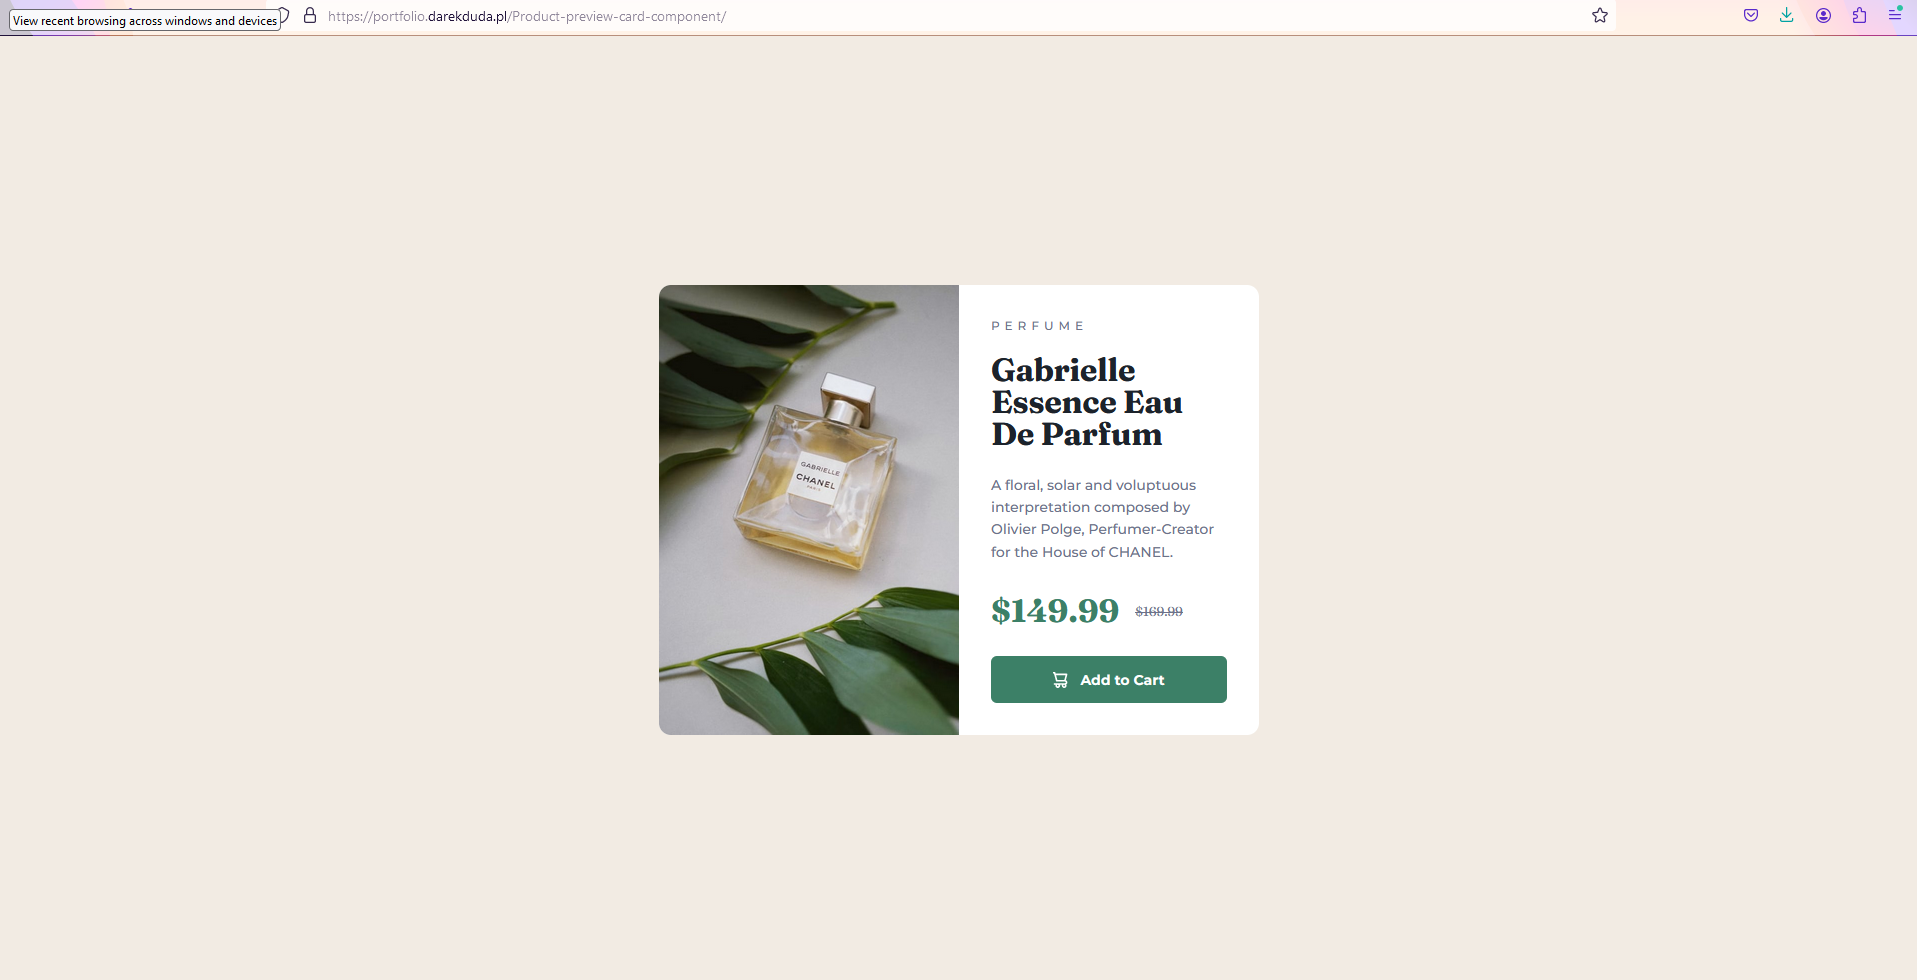 View recent browsing across windows and devices
https://portfolio.darekduda.pl/Product-preview-card-component/
GABRIELLE
CHANEL
PARIS
PERFUME
Gabrielle
Essence Eau
De Parfum
A floral, solar and voluptuous
interpretation composed by
Olivier Polge, Perfumer-Creator
for the House of CHANEL.
$149.99 $169.99
Add to Cart